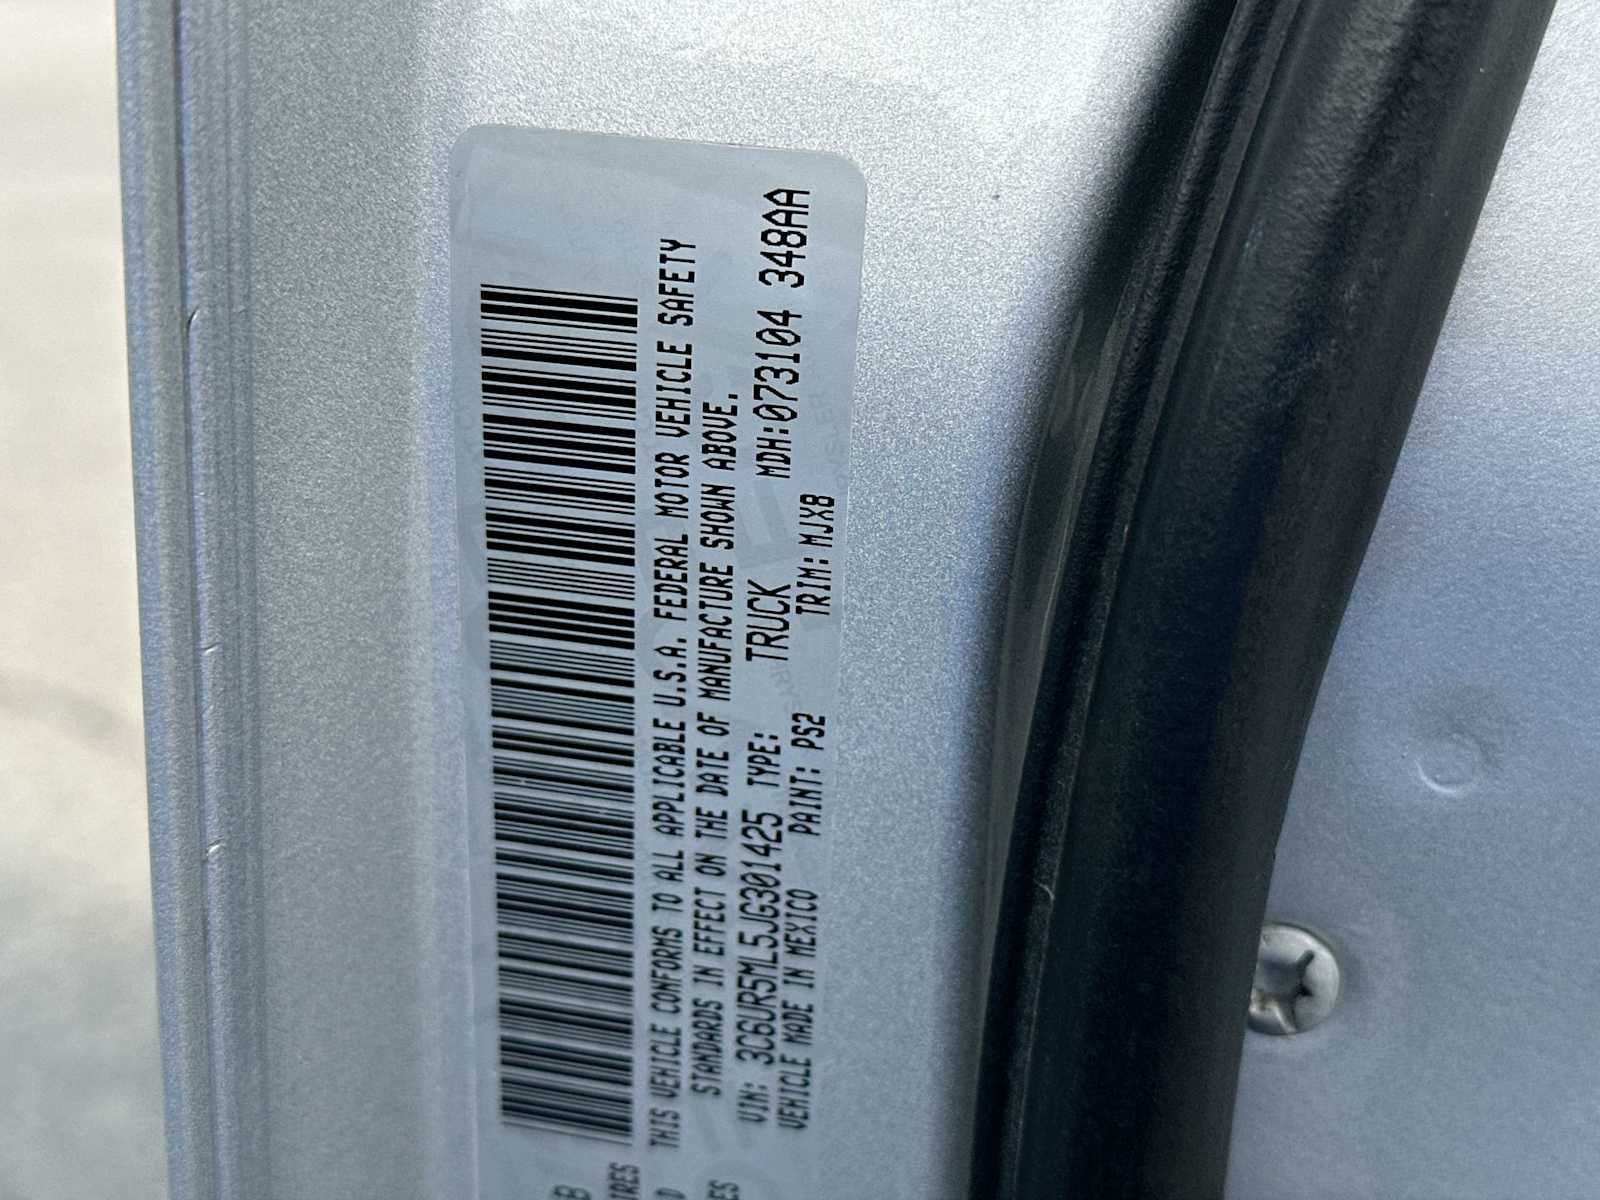 THIS VEHICLE CONFORMS TO ALL APPLICABLE U.S.A. FEDERAL MOTOR VEHICLE SAFETY
STANDARDS IN EFFECT ON THE DATE OF MANUFACTURE SHOWN ABOVE.
VIN: 3C6UR5ML5JG301425 TYPE: TRUCK MDH:073104 348AA
VEHICLE MADE IN MEXICO PAINT: PS2 TRIM: MJX8